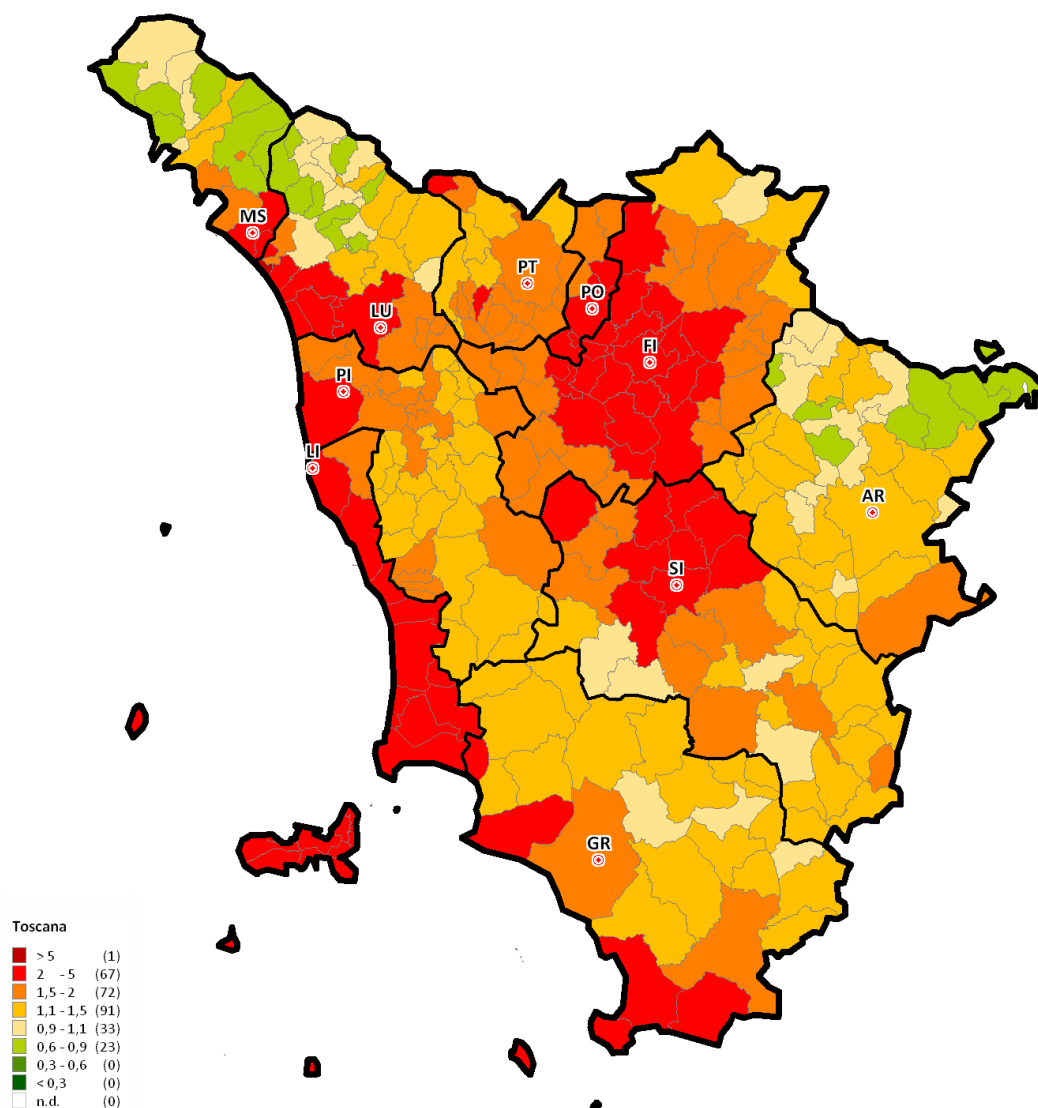 MS
PT
PO
LU
FI
PI
LI
AR
SI
GR
Toscana
> 5 (1)
2 - 5 (67)
1,5 - 2 (72)
1,1 - 1,5 (91)
0,9 - 1,1 (33)
0,6 - 0,9 (23)
0,3 - 0,6 (0)
< 0,3 (0)
n.d. (0)